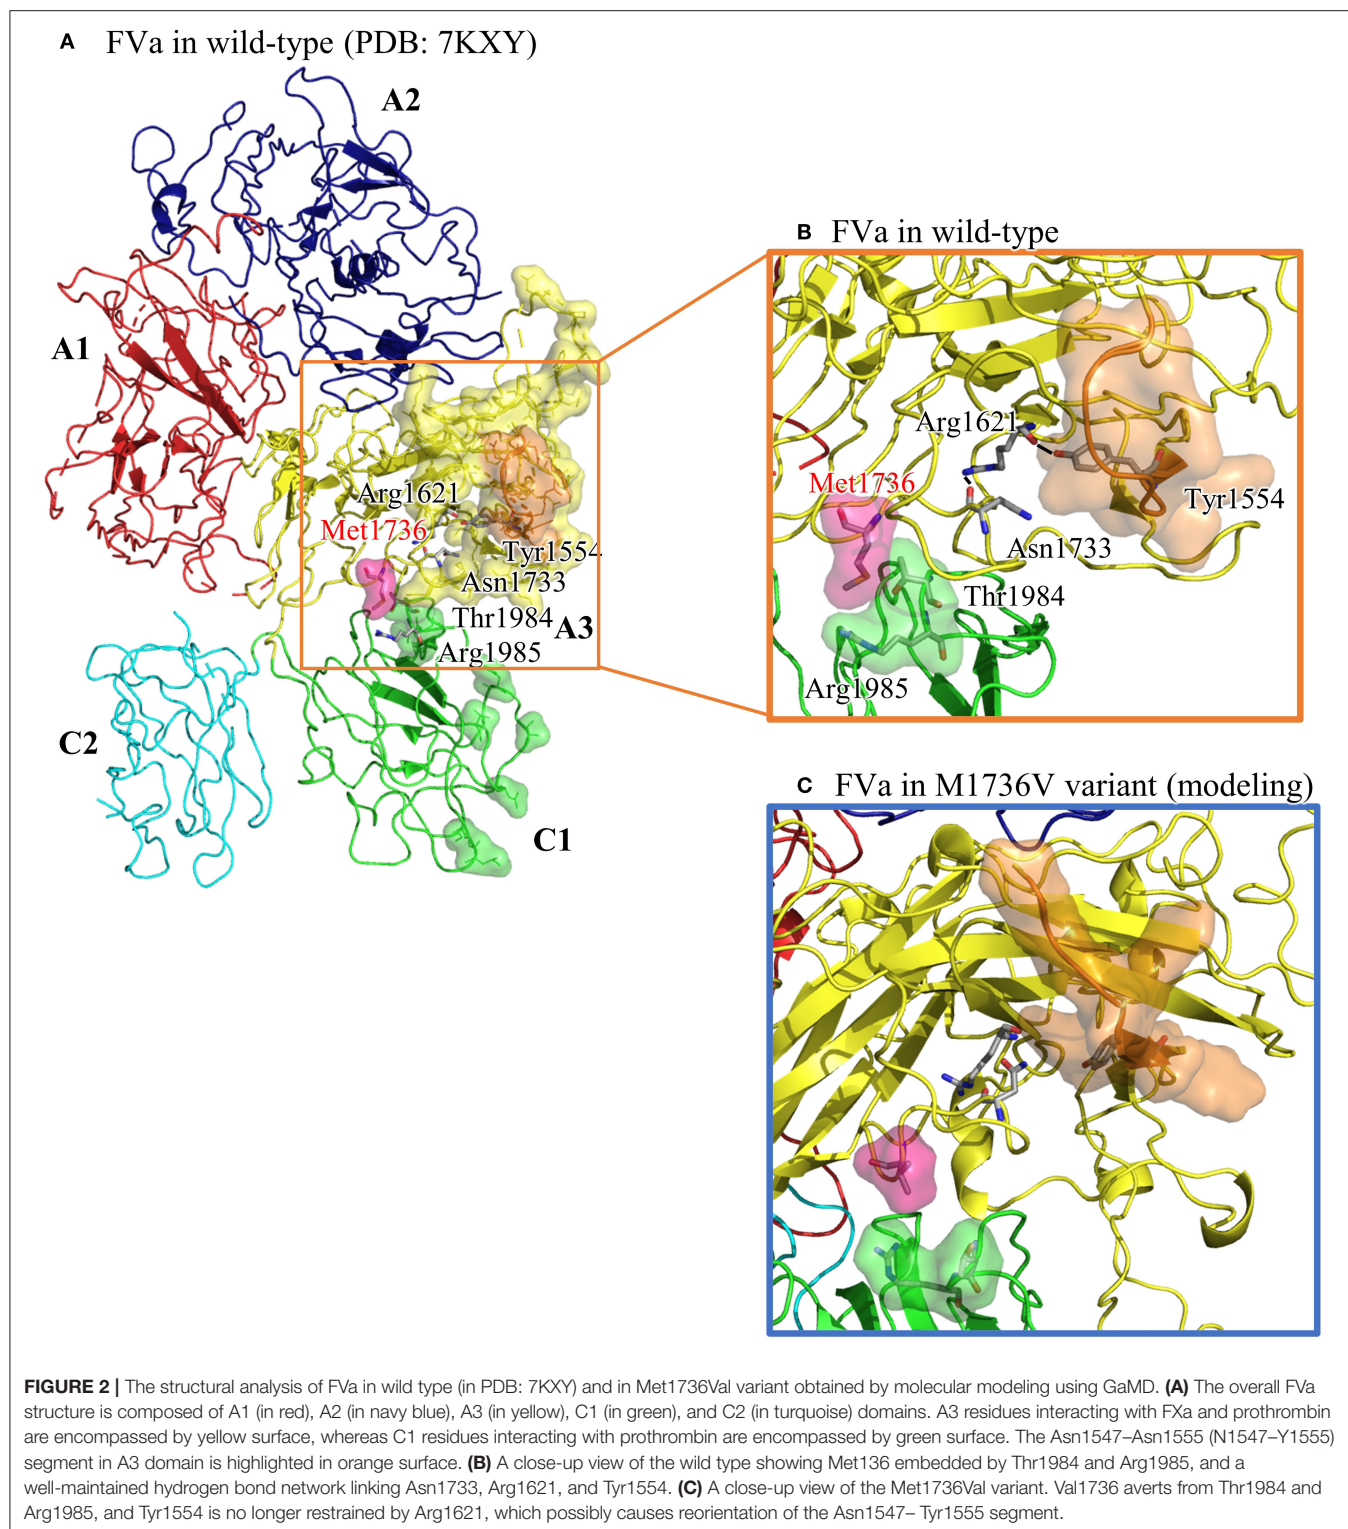 A FVa in wild-type (PDB: 7KXY)
A2
A1
Arg1621
Met1736
Tyr1554
Asn1733
Thr1984
A3
Arg1985
C2
C1
B FVa in wild-type
Arg1621
Met1736
Tyr1554
Asn1733
Thr1984
Arg1985
C FVa in M1736V variant (modeling)
FIGURE 2 | The structural analysis of FVa in wild type (in PDB: 7KXY) and in Met1736Val variant obtained by molecular modeling using GaMD. (A) The overall FVa
structure is composed of A1 (in red), A2 (in navy blue), A3 (in yellow), C1 (in green), and C2 (in turquoise) domains. A3 residues interacting with FXa and prothrombin
are encompassed by yellow surface, whereas C1 residues interacting with prothrombin are encompassed by green surface. The Asn1547–Asn1555 (N1547–Y1555)
segment in A3 domain is highlighted in orange surface. (B) A close-up view of the wild type showing Met136 embedded by Thr1984 and Arg1985, and a
well-maintained hydrogen bond network linking Asn1733, Arg1621, and Tyr1554. (C) A close-up view of the Met1736Val variant. Val1736 averts from Thr1984 and
Arg1985, and Tyr1554 is no longer restrained by Arg1621, which possibly causes reorientation of the Asn1547– Tyr1555 segment.